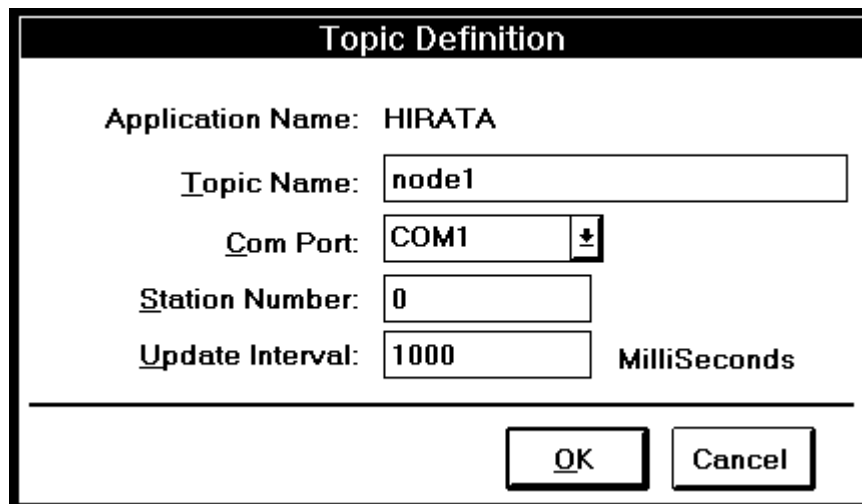 Topic Definition
Application Name: HIRATA
Topic Name: node1
Com Port: COM1
Station Number: 0
Update Interval: 1000 MilliSeconds
OK Cancel